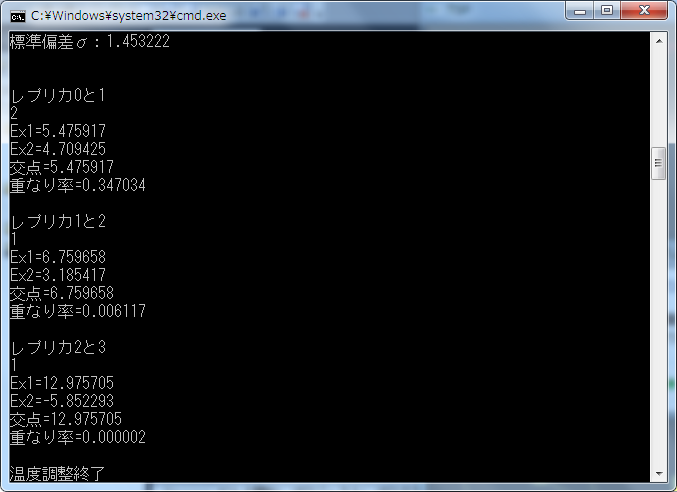 C:¥Windows¥system32¥cmd.exe
標準偏差σ：1.453222
レプリカ0と1
2
Ex1=5.475917
Ex2=4.709425
交点=5.475917
重なり率=0.347034
レプリカ1と2
1
Ex1=6.759658
Ex2=3.185417
交点=6.759658
重なり率=0.006117
レプリカ2と3
1
Ex1=12.975705
Ex2=-5.852293
交点=12.975705
重なり率=0.000002
温度調整終了